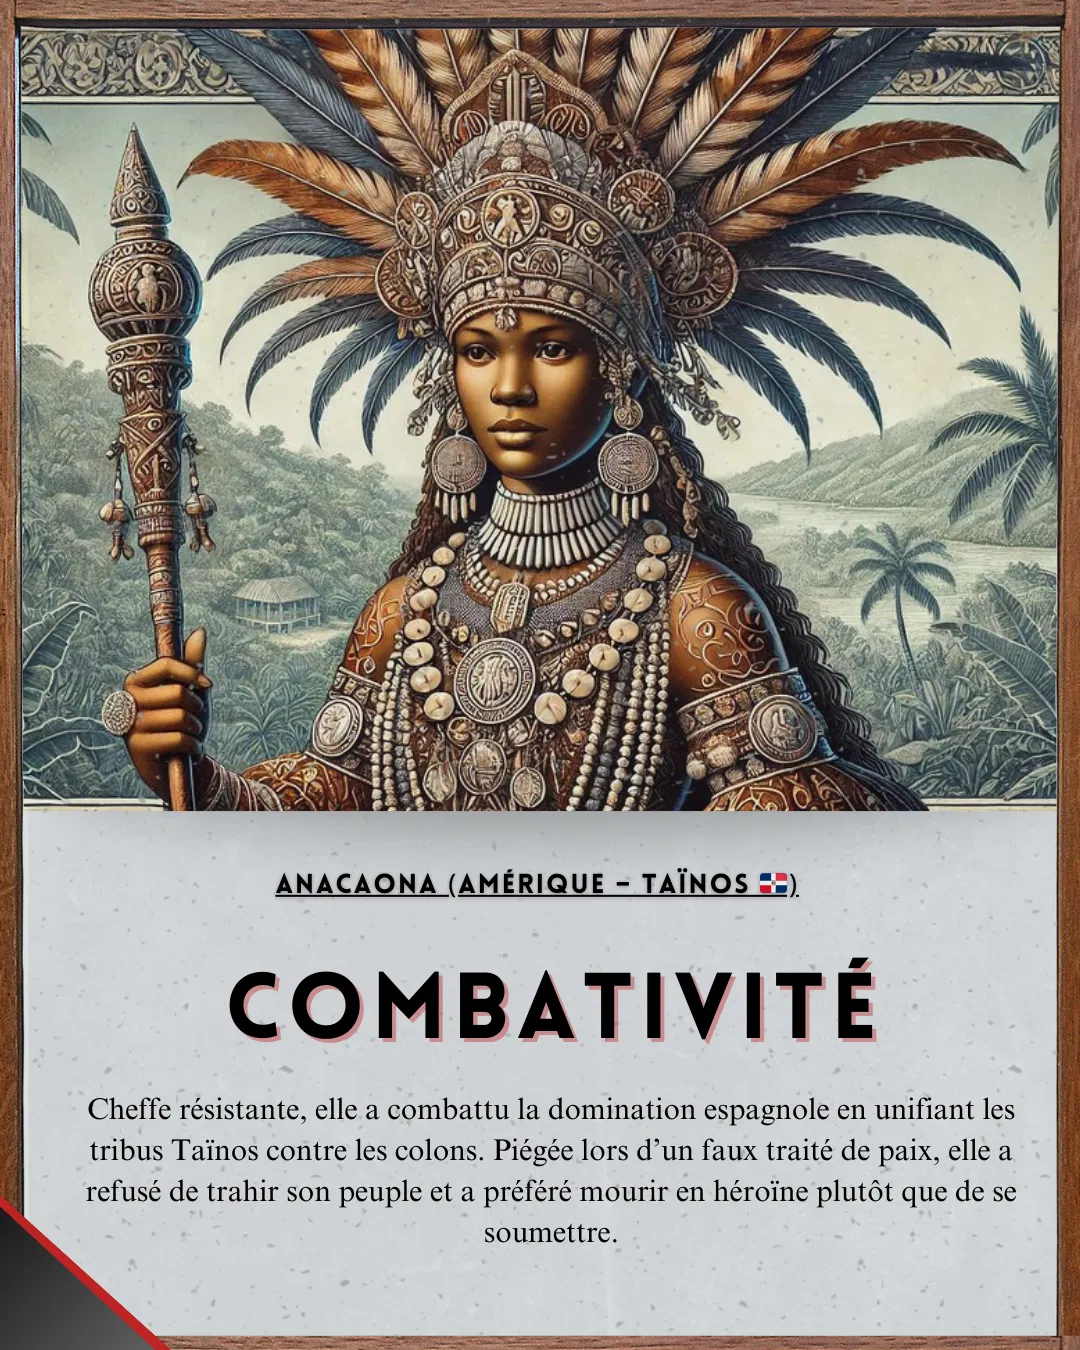 ANACAONA (AMÉRIQUE – TAÏNOS 🇩🇴)
COMBATIVITÉ
Cheffe résistante, elle a combattu la domination espagnole en unifiant les
tribus Taïnos contre les colons. Piégée lors d’un faux traité de paix, elle a
refusé de trahir son peuple et a préféré mourir en héroïne plutôt que de se
soumettre.